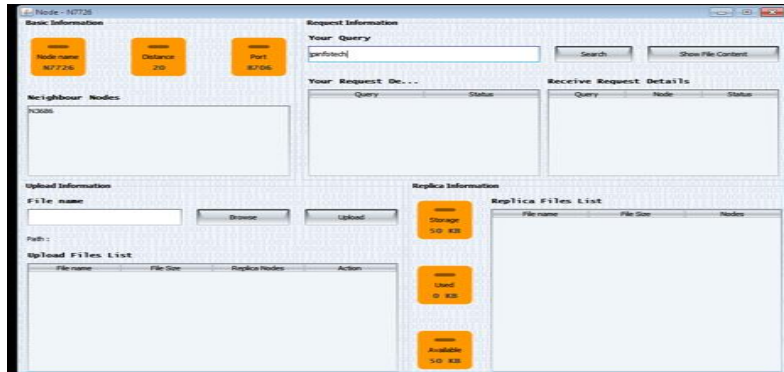 Node - N7726
Basic Information
Node name
N7726
Distance
20
Port
8706
Neighbour Nodes
N3686
Request Information
Your Query
jpinfotech
Search
Show File Content
Your Request De...
Query Status
Receive Request Details
Query Node Status
Upload Information
File name
Browse
Upload
Path :
Upload Files List
File name File Size Replica Nodes Action
Replica Information
Storage
50 KB
Used
0 KB
Available
50 KB
Replica Files List
File name File Size Nodes